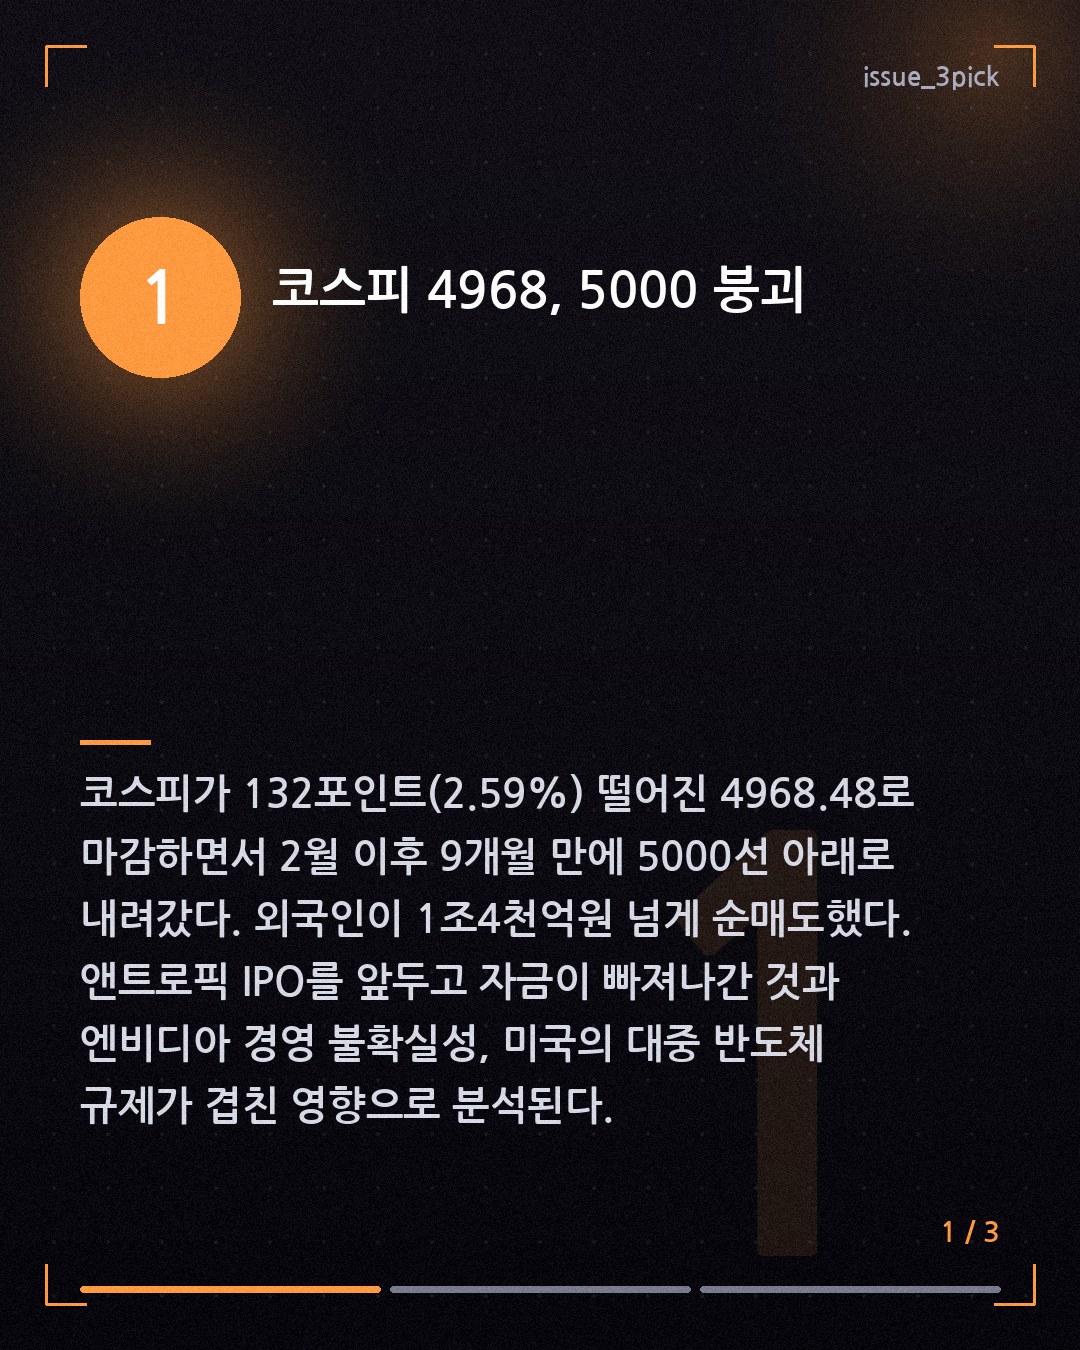 issue_3pick
1
코스피 4968, 5000 붕괴
코스피가 132포인트(2.59%) 떨어진 4968.48로
마감하면서 2월 이후 9개월 만에 5000선 아래로
내려갔다. 외국인이 1조4천억원 넘게 순매도했다.
앤트로픽 IPO를 앞두고 자금이 빠져나간 것과
엔비디아 경영 불확실성, 미국의 대중 반도체
규제가 겹친 영향으로 분석된다.
1
1 / 3